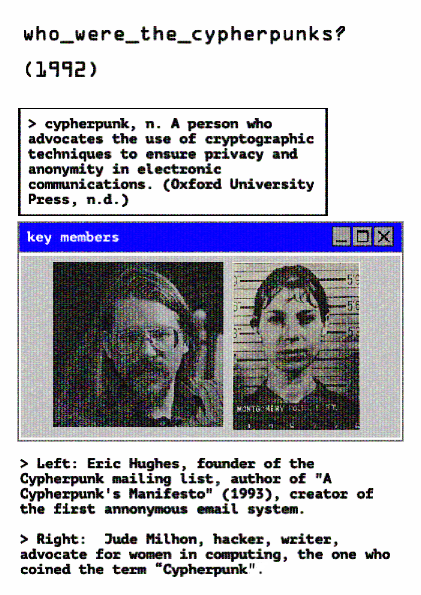 who_were_the_cypherpunks?
(1992)
> cypherpunk, n. A person who
advocates the use of cryptographic
techniques to ensure privacy and
anonymity in electronic
communications. (Oxford University
Press, n.d.)
key members
MONTGOMERY
> Left: Eric Hughes, founder of the
Cypherpunk mailing list, author of "A
Cypherpunk's Manifesto" (1993), creator of
the first annonymous email system.
> Right:  Jude Milhon, hacker, writer,
advocate for women in computing, the one who
coined the term “Cypherpunk".